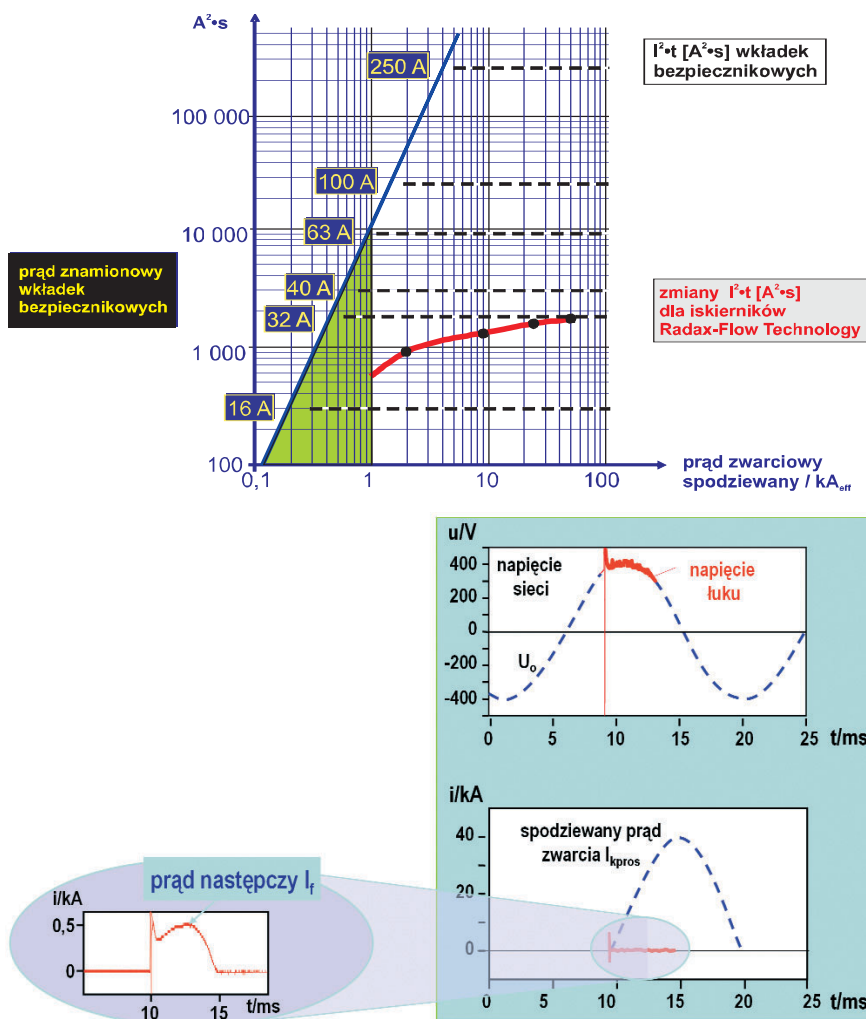 A²•s
100 000
10 000
1 000
100
0,1
1
10
100
250 A
100 A
63 A
40 A
32 A
16 A
I²•t [A²•s] wkładek
bezpiecznikowych
prąd znamionowy
wkładek
bezpiecznikowych
zmiany I²•t [A²•s]
dla iskierników
Radax-Flow Technology
prąd zwarciowy
spodziewany / kAeff
u/V
400
200
0
-200
-400
napięcie
sieci
napięcie
łuku
Uo
0
5
10
15
20
25
t/ms
i/kA
40
20
0
spodziewany prąd
zwarcia Ikpros
0
5
10
15
20
25
t/ms
prąd następczy If
i/kA
0,5
0
10
15
t/ms